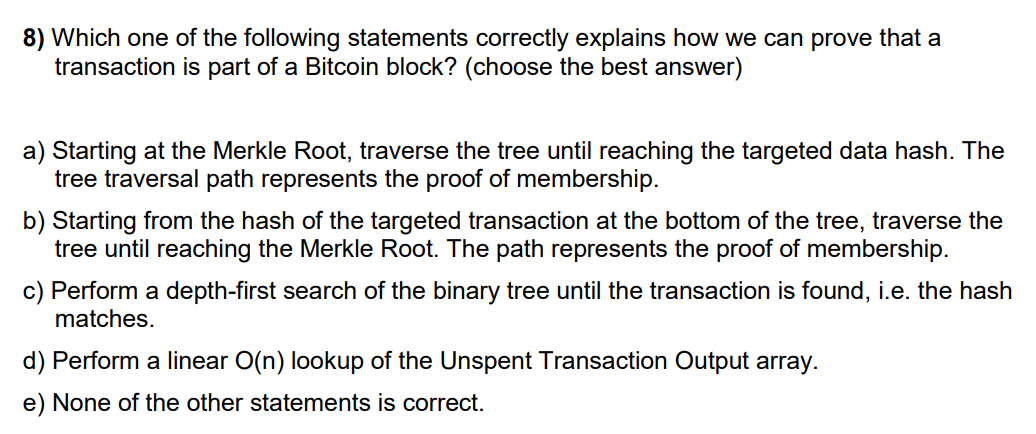 8) Which one of the following statements correctly explains how we can prove that a
transaction is part of a Bitcoin block? (choose the best answer)
a) Starting at the Merkle Root, traverse the tree until reaching the targeted data hash. The
tree traversal path represents the proof of membership.
b) Starting from the hash of the targeted transaction at the bottom of the tree, traverse the
tree until reaching the Merkle Root. The path represents the proof of membership.
c) Perform a depth-first search of the binary tree until the transaction is found, i.e. the hash
matches.
d) Perform a linear O(n) lookup of the Unspent Transaction Output array.
e) None of the other statements is correct.